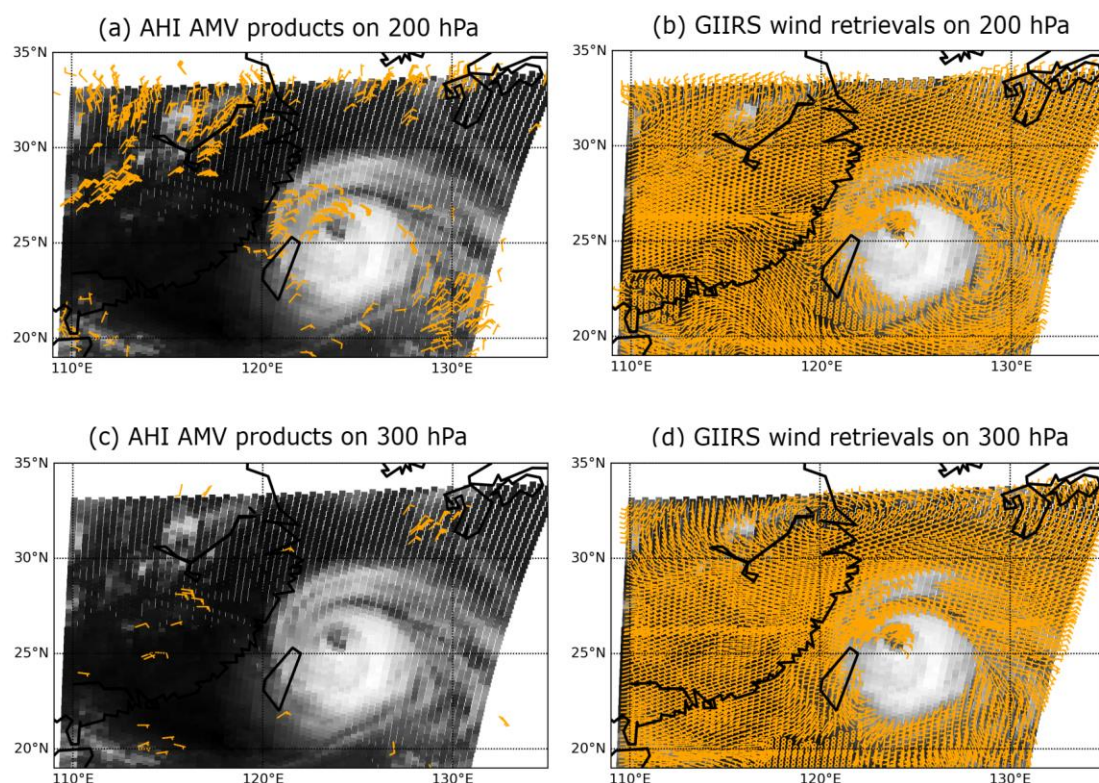 (a) AHI AMV products on 200 hPa
(b) GIIRS wind retrievals on 200 hPa
35°N
35°N
30°N
30°N
25°N
25°N
20°N
20°N
110°E
120°E
130°E
110°E
120°E
130°E
(c) AHI AMV products on 300 hPa
(d) GIIRS wind retrievals on 300 hPa
35°N
35°N
30°N
30°N
25°N
25°N
20°N
20°N
110°E
120°E
130°E
110°E
120°E
130°E